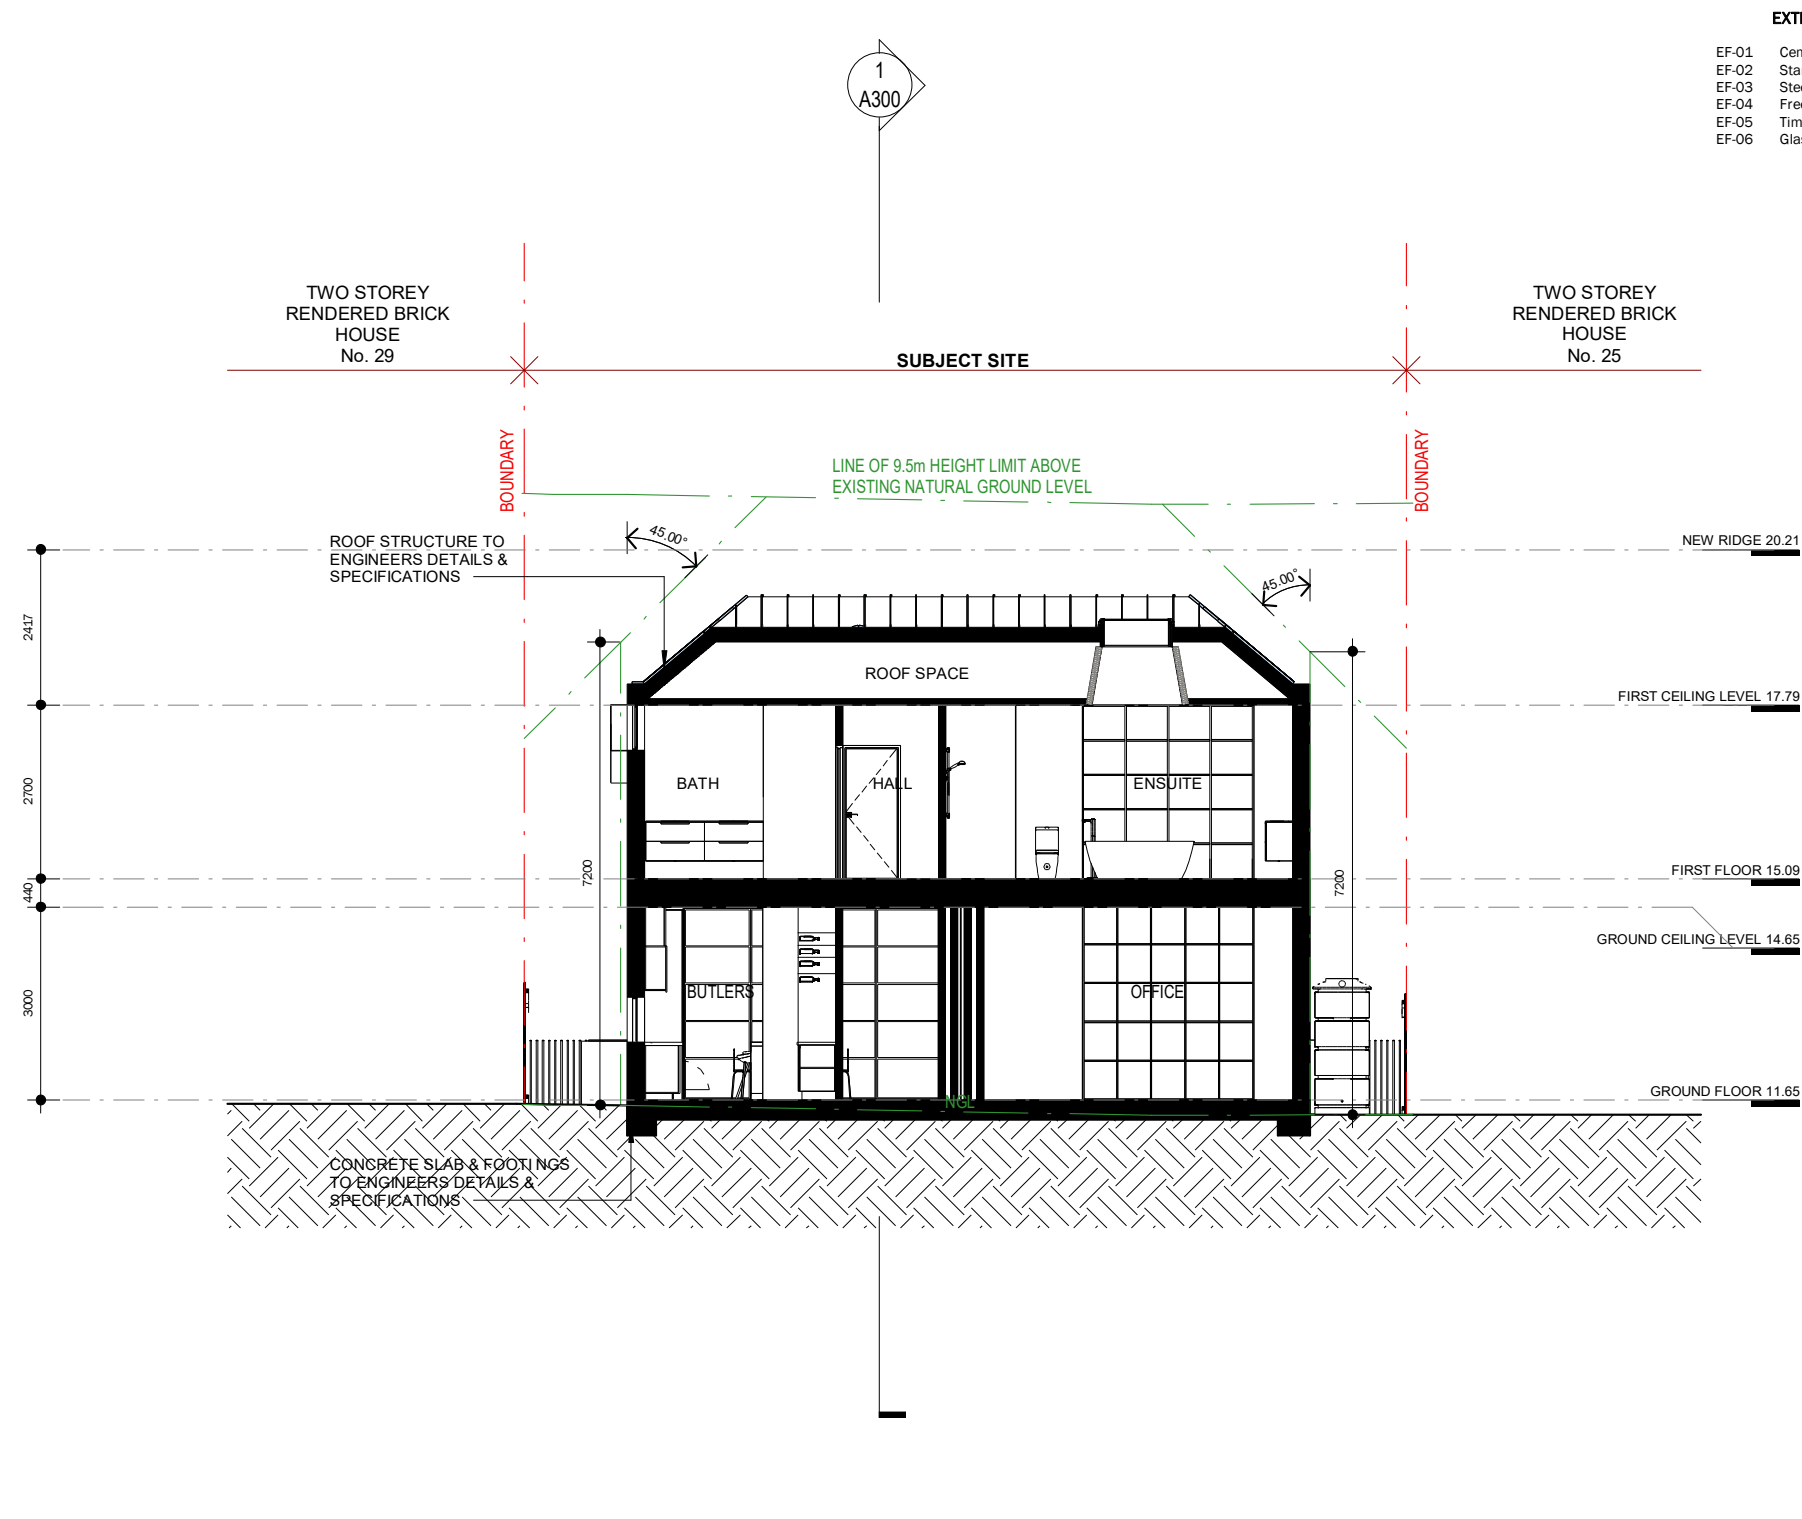 EF-01
EF-02
EF-03
EF-04
EF-05
EF-06
1
A300
TWO STOREY
RENDERED BRICK
HOUSE
No. 29
SUBJECT SITE
TWO STOREY
RENDERED BRICK
HOUSE
No. 25
BOUNDARY
LINE OF 9.5m HEIGHT LIMIT ABOVE
EXISTING NATURAL GROUND LEVEL
BOUNDARY
ROOF STRUCTURE TO
ENGINEERS DETAILS &
SPECIFICATIONS
45.00°
45.00°
NEW RIDGE 20.21
2417
ROOF SPACE
FIRST CEILING LEVEL 17.79
2700
BATH
HALL
ENSUITE
7200
7200
FIRST FLOOR 15.09
440
GROUND CEILING LEVEL 14.65
3000
BUTLERS
OFFICE
GROUND FLOOR 11.65
NGL
CONCRETE SLAB & FOOTINGS
TO ENGINEERS DETAILS &
SPECIFICATIONS